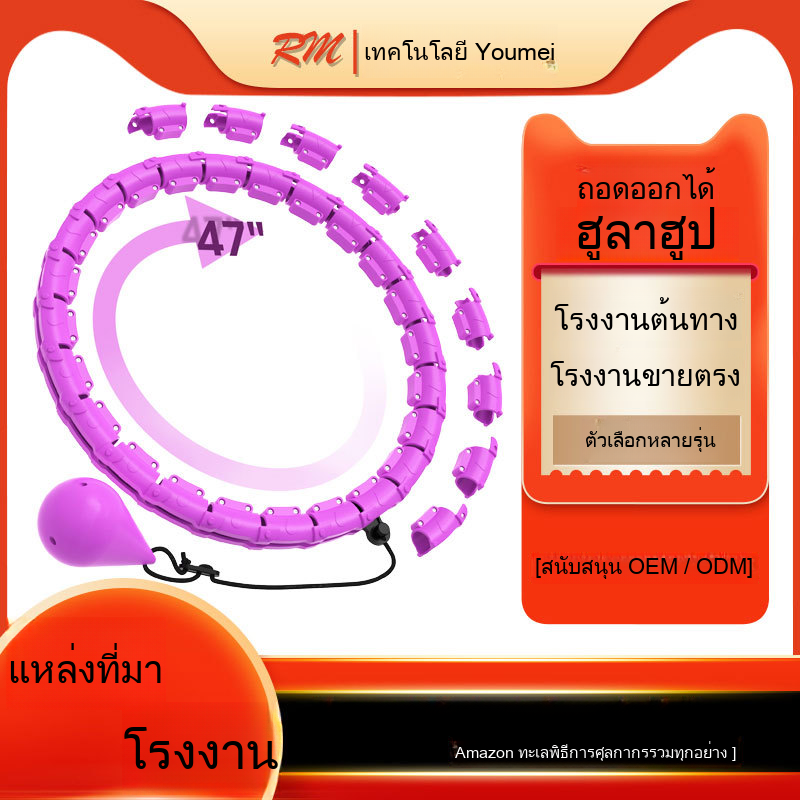 RM
เทคโนโลยี Youmei
47"
ถอดออกได้
ฮูลาฮูป
โรงงานต้นทาง
โรงงานขายตรง
ตัวเลือกหลายรุ่น
[สนับสนุน OEM / ODM]
แหล่งที่มา
โรงงาน
Amazon ทะเลพิธีการศุลกากรรวมทุกอย่าง ]